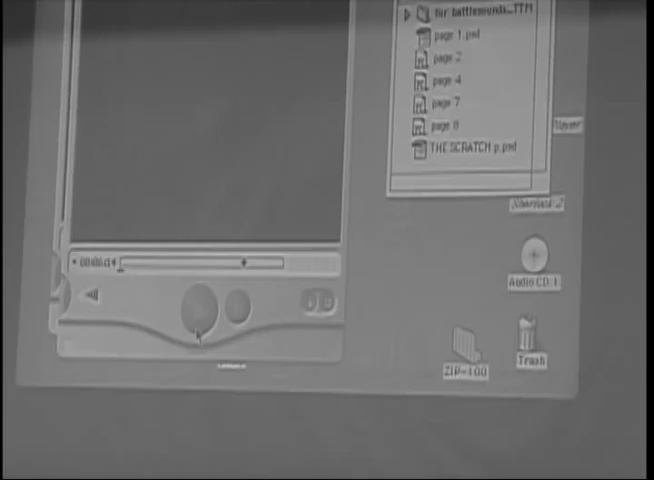 page 1.psd
page 2
page 4
page 7
page 8
THE SCRATCH p.psd
Audio CD 1
ZIP-100
Trash